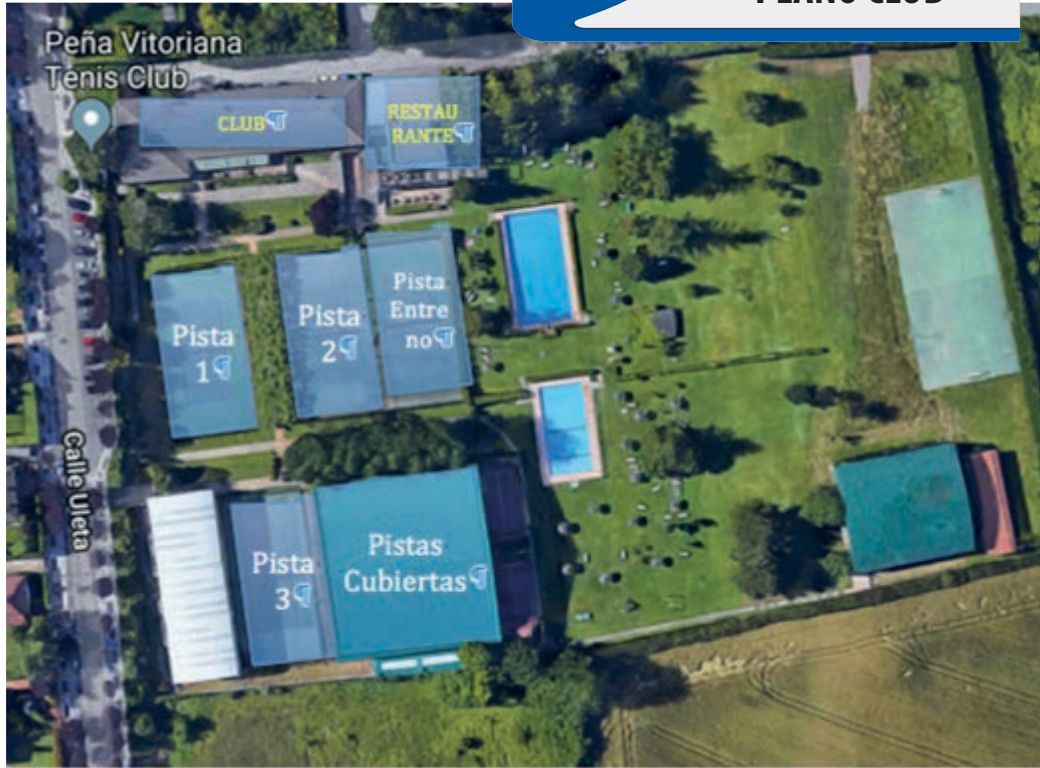 PLANO CLUB
Peña Vitoriana
Tenis Club
CLUB
RESTAU
RANTE
Pista
Entre
no
Pista
1
Pista
2
Calle Uleta
Pista
3
Pistas
Cubiertas